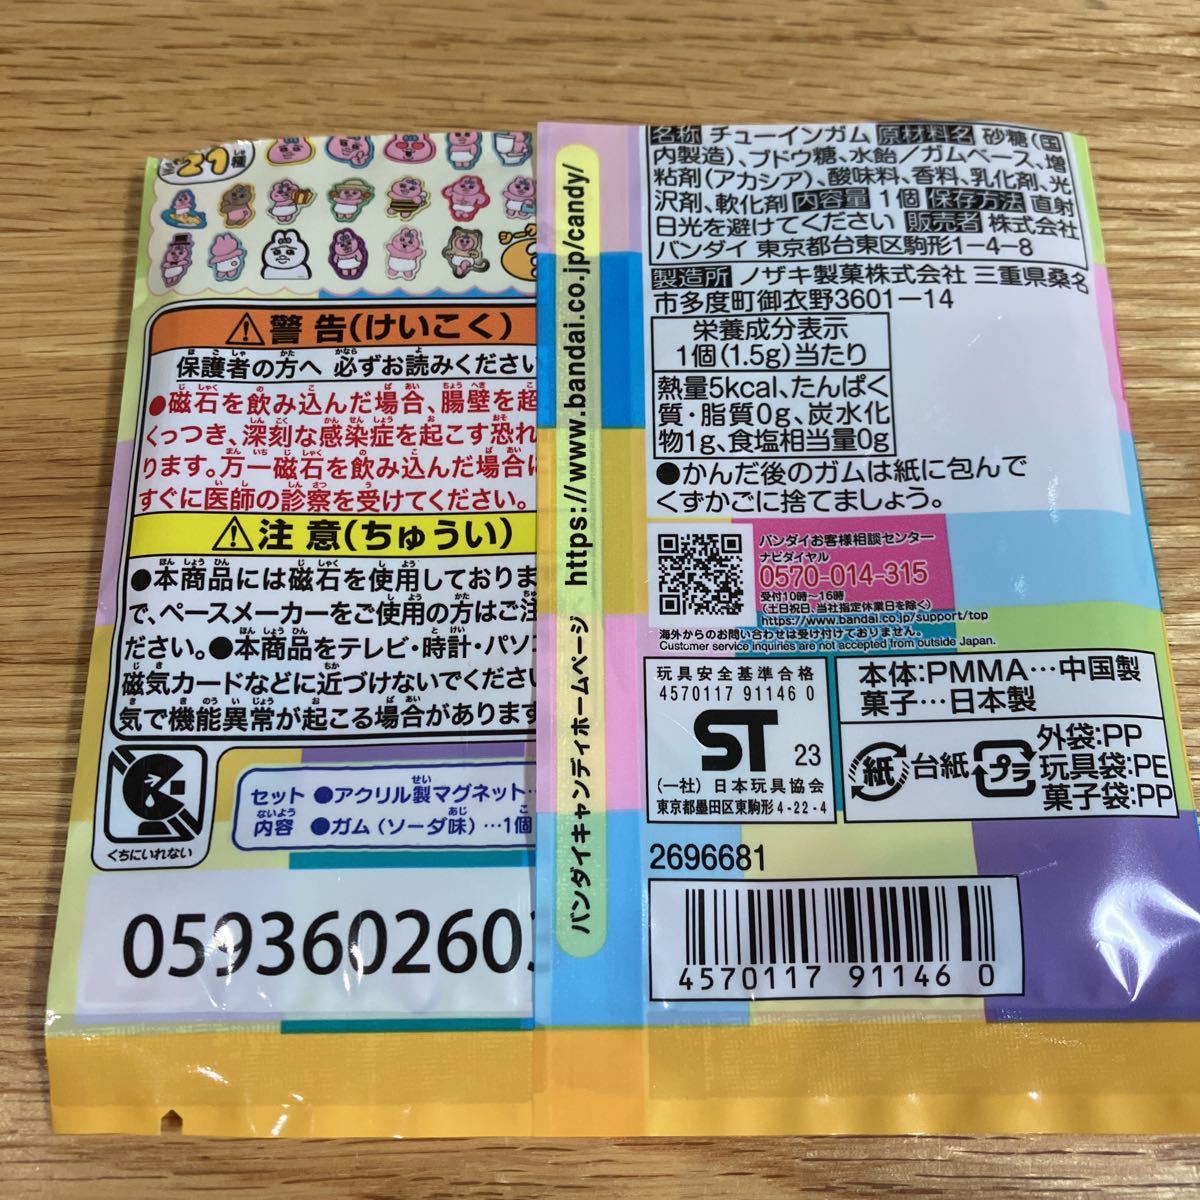 全21種
⚠警告(けいこく)
保護者の方へ 必ずお読みください
●磁石を飲み込んだ場合、腸壁を超
くっつき、深刻な感染症を起こす恐れ
ります。万一磁石を飲み込んだ場合に
すぐに医師の診察を受けてください。
⚠注意(ちゅうい)
●本商品には磁石を使用しておりま
で、ペースメーカーをご使用の方はご注
ださい。●本商品をテレビ・時計・パソコ
磁気カードなどに近づけないでください
気で機能異常が起こる場合があります
くちにいれない
セット ●アクリル製マグネット…
内容 ●ガム(ソーダ味)…1個
059360260
バンダイキャンディホームページ https://www.bandai.co.jp/candy/
名称 チューインガム 原材料名 砂糖(国
内製造)、ブドウ糖、水飴/ガムベース、増
粘剤(アカシア)、酸味料、香料、乳化剤、光
沢剤、軟化剤 内容量 1個 保存方法 直射
日光を避けてください 販売者 株式会社
バンダイ 東京都台東区駒形1-4-8
製造所 ノザキ製菓株式会社 三重県桑名
市多度町御衣野3601-14
栄養成分表示
1個(1.5g)当たり
熱量5kcal、たんぱく
質・脂質0g、炭水化
物1g、食塩相当量0g
●かんだ後のガムは紙に包んで
くずかごに捨てましょう。
バンダイお客様相談センター
ナビダイヤル
0570-014-315
受付10時~16時
(土日祝日、当社指定休業日を除く)
https://www.bandai.co.jp/support/top
海外からのお問い合わせは受け付けておりません。
Customer service inquiries are not accepted from outside Japan.
玩具安全基準合格
4570117 91146 0
ST 23
(一社)日本玩具協会
東京都墨田区東駒形4-22-4
本体:PMMA…中国製
菓子…日本製
紙 台紙 プラ 外袋:PP
玩具袋:PE
菓子袋:PP
2696681
4570117 911460